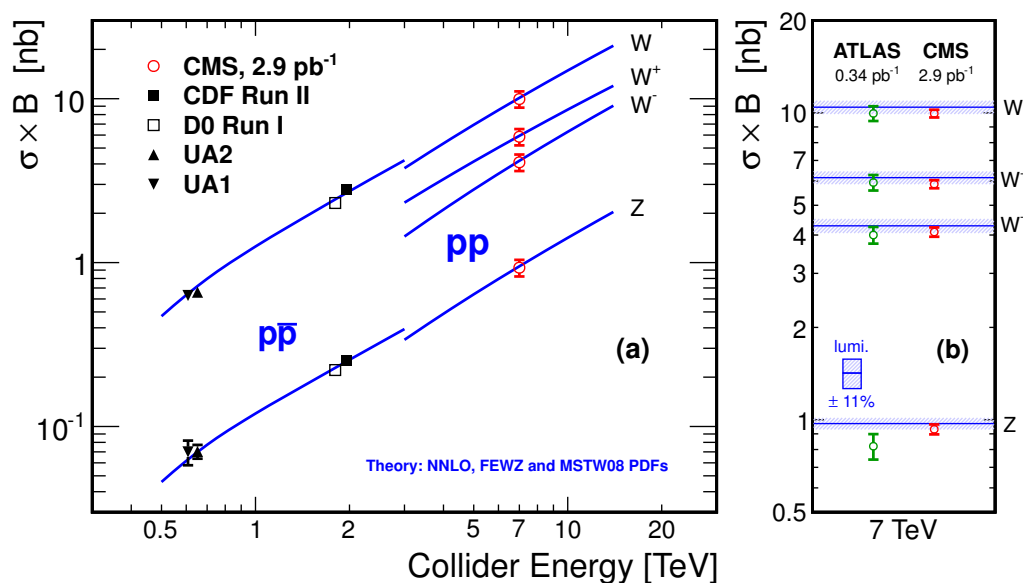 σ × B [nb]
CMS, 2.9 pb⁻¹
CDF Run II
D0 Run I
UA2
UA1
10
1
10⁻¹
W
W⁺
W⁻
Z
pp
pp̅
(a)
Theory: NNLO, FEWZ and MSTW08 PDFs
0.5 1 2 5 7 10 20
Collider Energy [TeV]
σ × B [nb]
ATLAS CMS
0.34 pb⁻¹ 2.9 pb⁻¹
20
10
7
5
4
3
2
1
0.5
W
W
W
Z
lumi.
± 11%
(b)
7 TeV